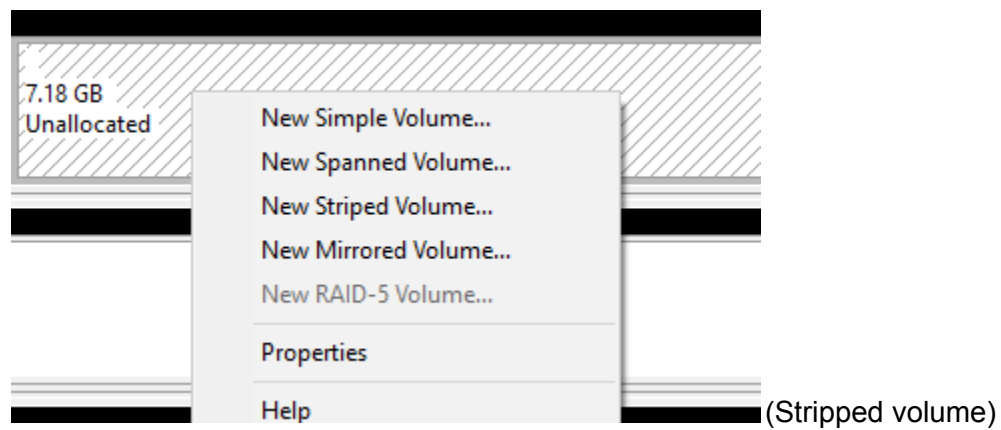 7.18 GB
Unallocated
New Simple Volume...
New Spanned Volume...
New Striped Volume...
New Mirrored Volume...
New RAID-5 Volume...
Properties
Help
(Stripped volume)